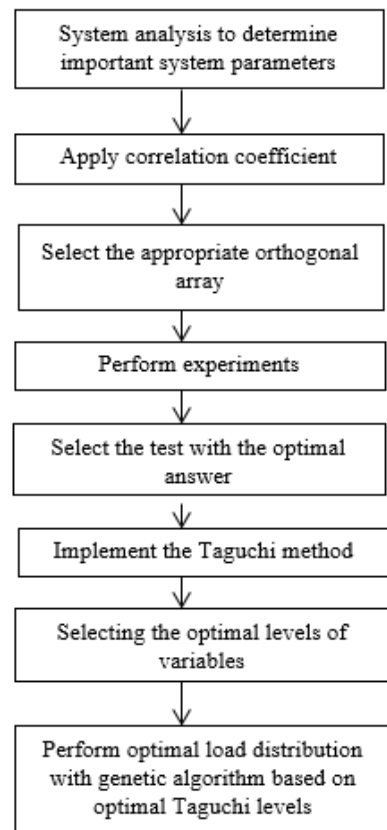 System analysis to determine
important system parameters
Apply correlation coefficient
Select the appropriate orthogonal
array
Perform experiments
Select the test with the optimal
answer
Implement the Taguchi method
Selecting the optimal levels of
variables
Perform optimal load distribution
with genetic algorithm based on
optimal Taguchi levels